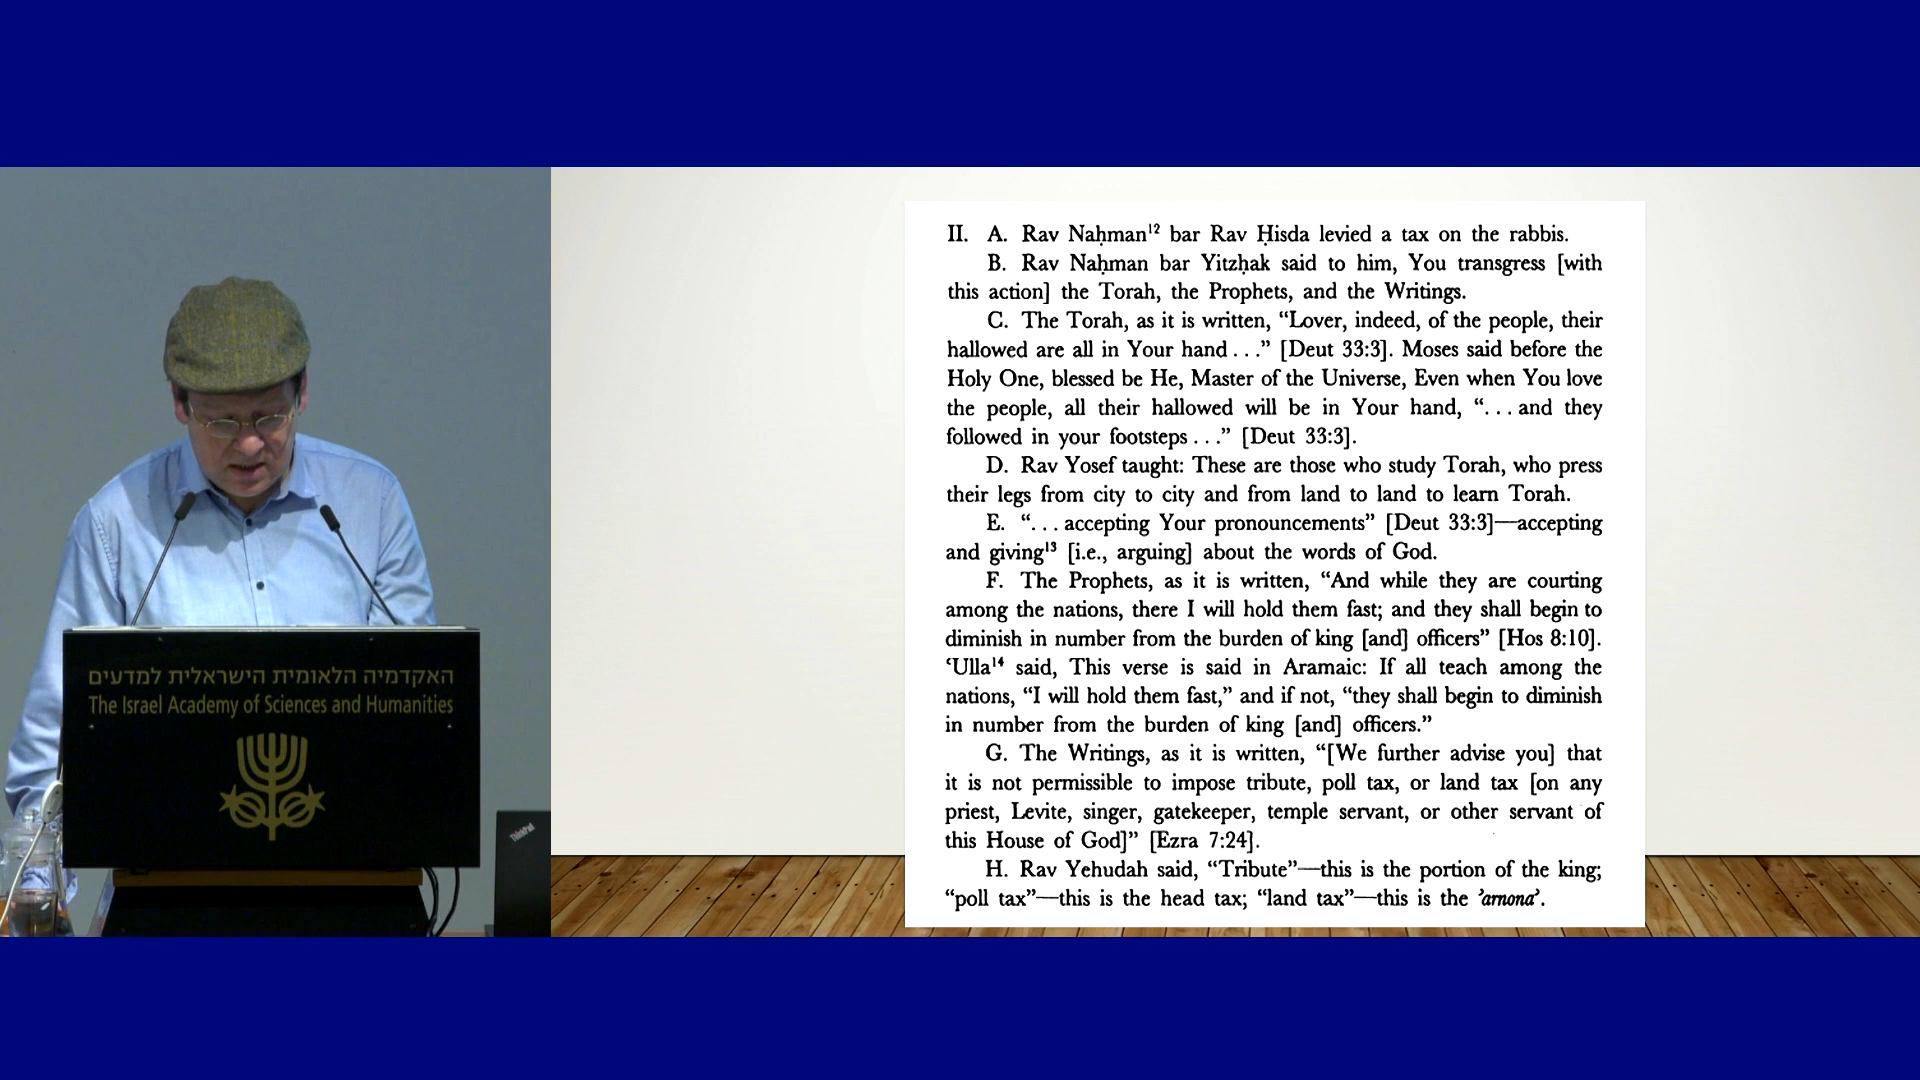 האקדמיה הלאומית הישראלית למדעים
The Israel Academy of Sciences and Humanities
ThinkPad
II. A. Rav Naḥman¹² bar Rav Ḥisda levied a tax on the rabbis.
B. Rav Naḥman bar Yitzḥak said to him, You transgress [with
this action] the Torah, the Prophets, and the Writings.
C. The Torah, as it is written, “Lover, indeed, of the people, their
hallowed are all in Your hand . . .” [Deut 33:3]. Moses said before the
Holy One, blessed be He, Master of the Universe, Even when You love
the people, all their hallowed will be in Your hand, “. . . and they
followed in your footsteps . . .” [Deut 33:3].
D. Rav Yosef taught: These are those who study Torah, who press
their legs from city to city and from land to land to learn Torah.
E. “. . . accepting Your pronouncements” [Deut 33:3]—accepting
and giving¹³ [i.e., arguing] about the words of God.
F. The Prophets, as it is written, “And while they are courting
among the nations, there I will hold them fast; and they shall begin to
diminish in number from the burden of king [and] officers” [Hos 8:10].
ʿUlla¹⁴ said, This verse is said in Aramaic: If all teach among the
nations, “I will hold them fast,” and if not, “they shall begin to diminish
in number from the burden of king [and] officers.”
G. The Writings, as it is written, “[We further advise you] that
it is not permissible to impose tribute, poll tax, or land tax [on any
priest, Levite, singer, gatekeeper, temple servant, or other servant of
this House of God]” [Ezra 7:24].
H. Rav Yehudah said, “Tribute”—this is the portion of the king;
“poll tax”—this is the head tax; “land tax”—this is the ʾarnonaʾ.